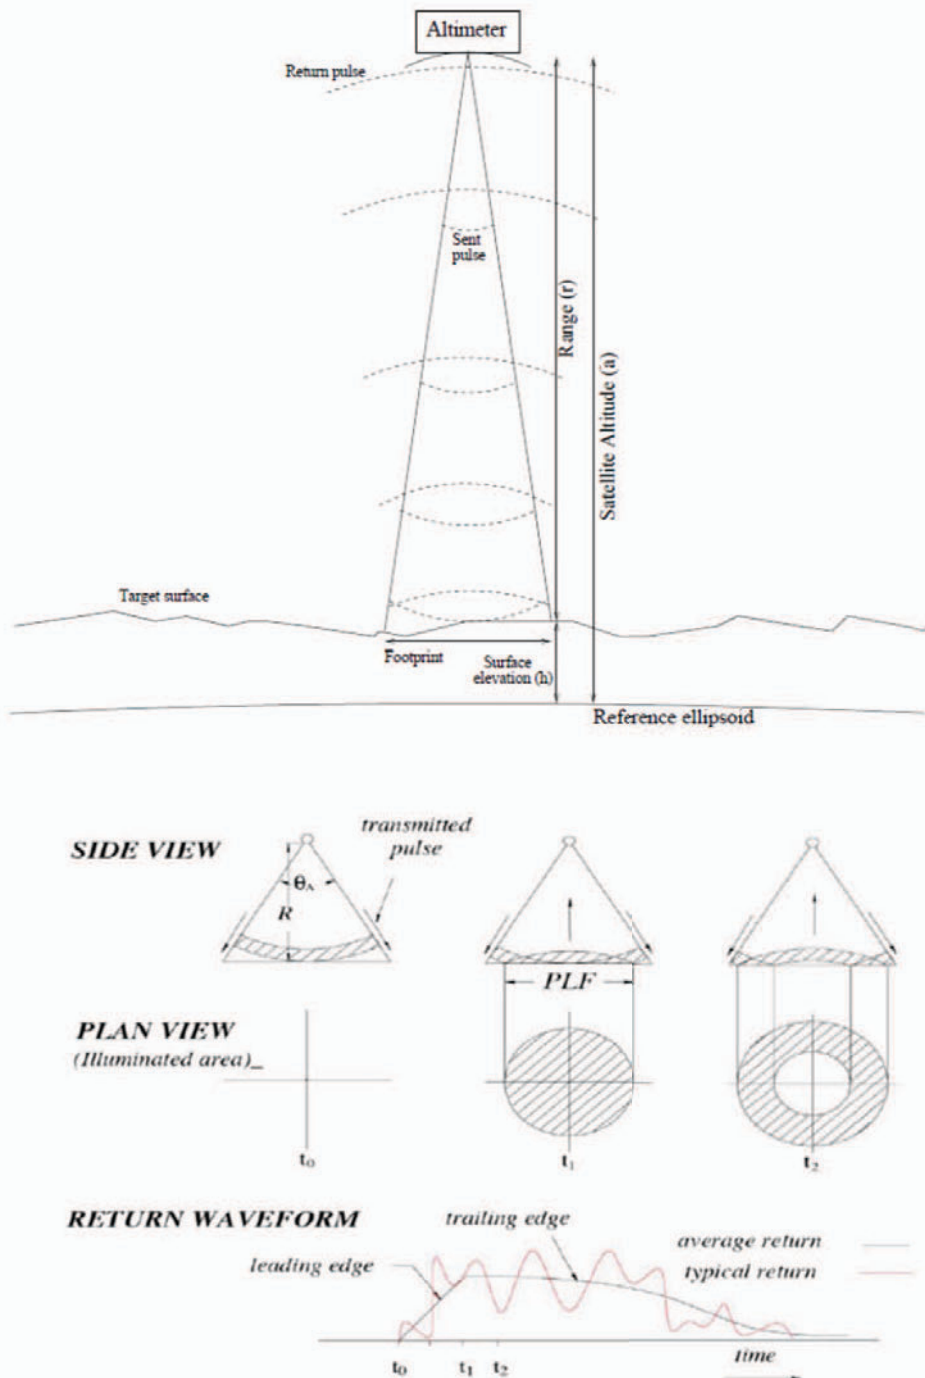 Altimeter
Return pulse
Sent
pulse
Range (r)
Satellite Altitude (a)
Target surface
Footprint
Surface
elevation (h)
Reference ellipsoid
SIDE VIEW
transmitted
pulse
θA
R
PLF
PLAN VIEW
(Illuminated area)_
t0
t1
t2
RETURN WAVEFORM
trailing edge
leading edge
average return
typical return
t0
t1
t2
time